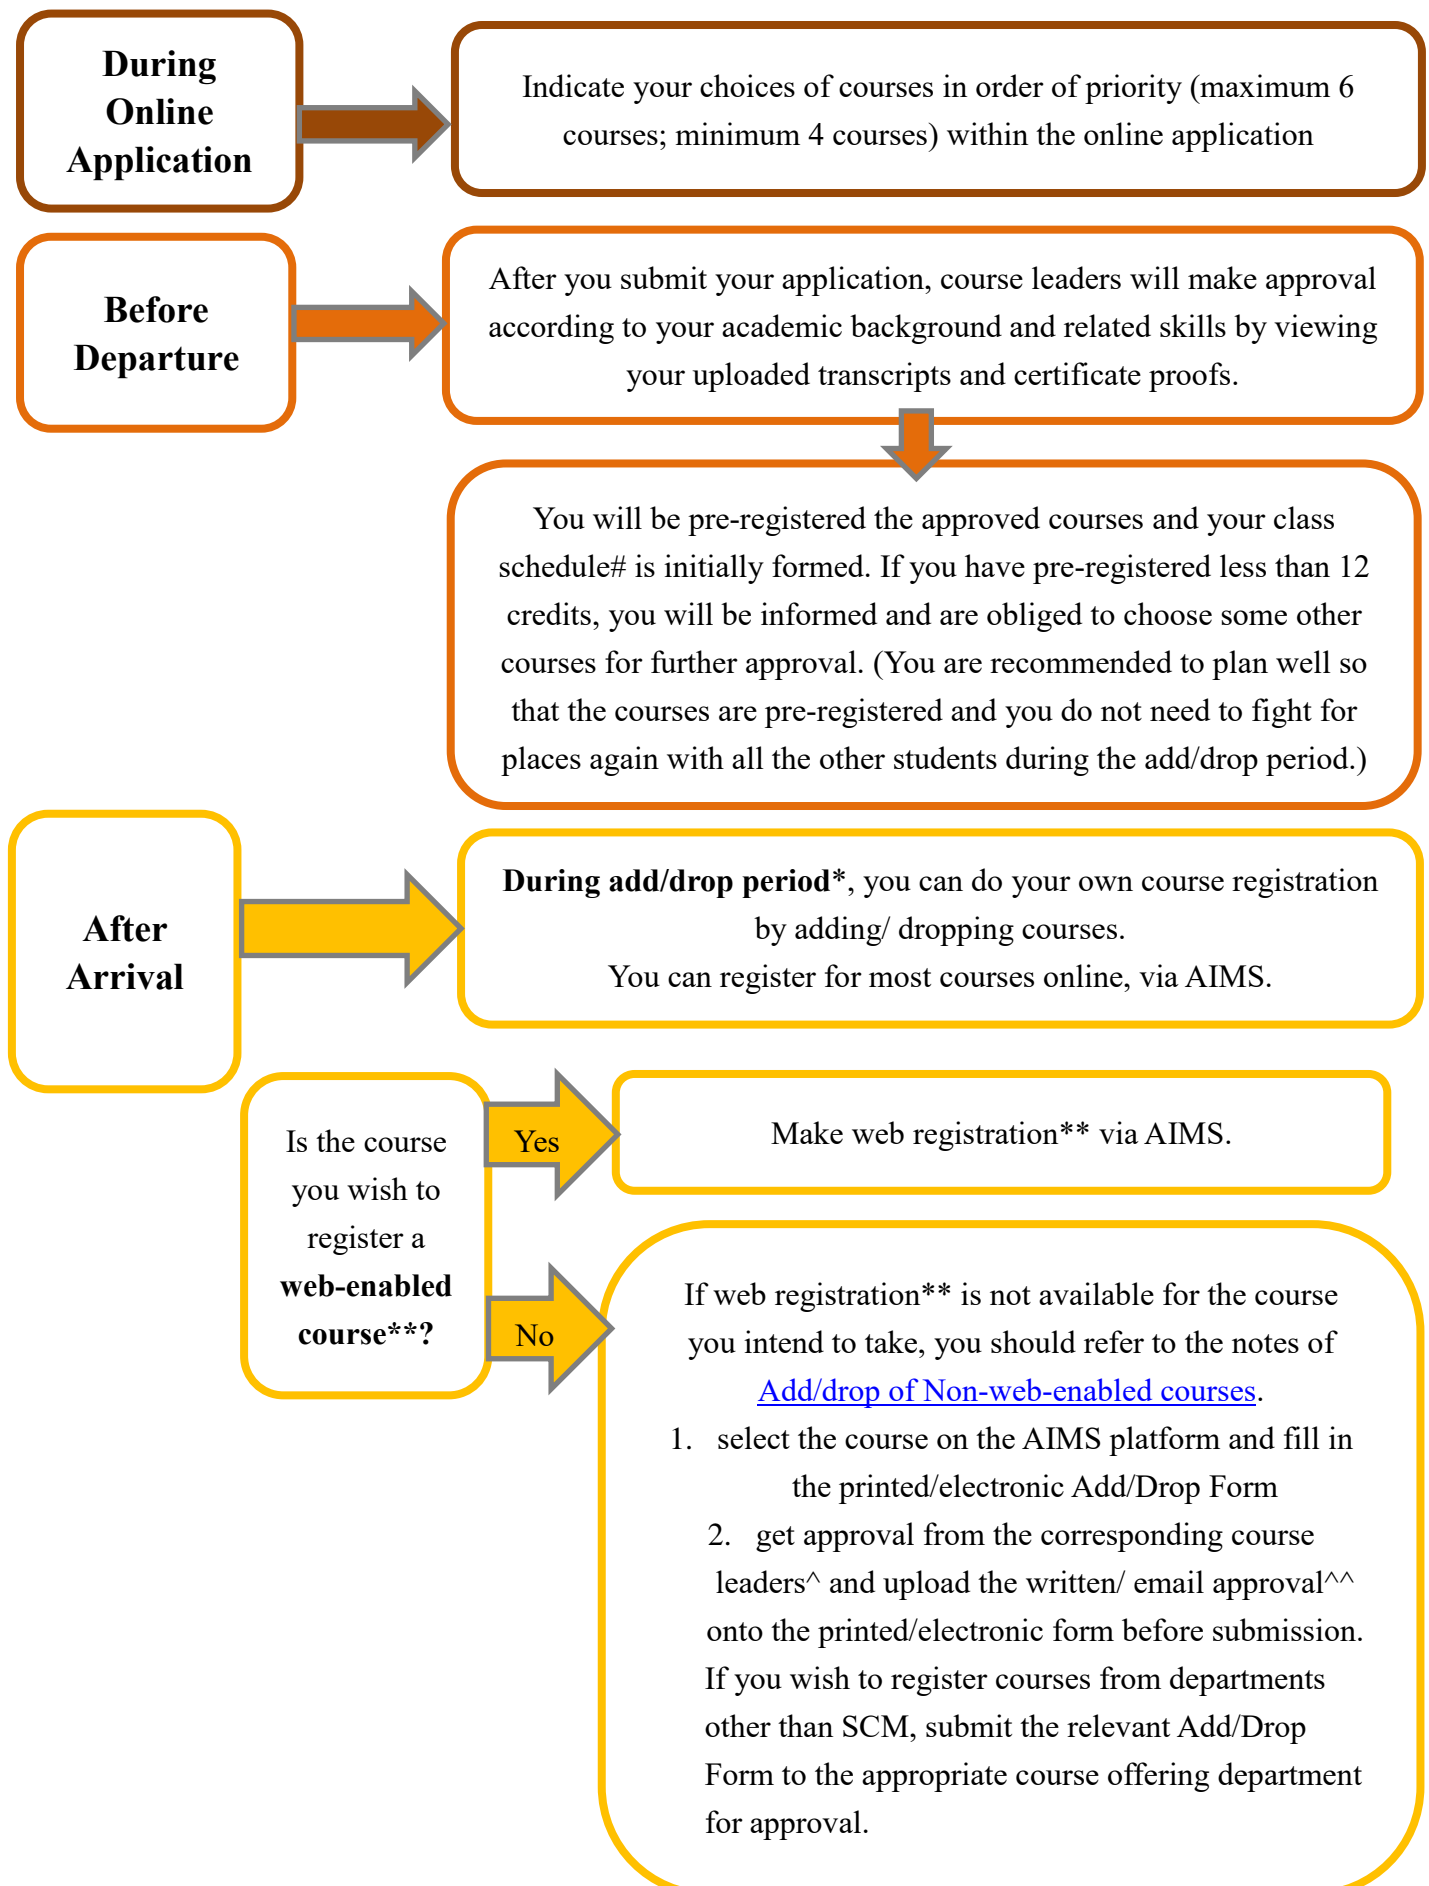 During
Online
Application
Indicate your choices of courses in order of priority (maximum 6
courses; minimum 4 courses) within the online application
Before
Departure
After you submit your application, course leaders will make approval
according to your academic background and related skills by viewing
your uploaded transcripts and certificate proofs.
You will be pre-registered the approved courses and your class
schedule# is initially formed. If you have pre-registered less than 12
credits, you will be informed and are obliged to choose some other
courses for further approval. (You are recommended to plan well so
that the courses are pre-registered and you do not need to fight for
places again with all the other students during the add/drop period.)
After
Arrival
During add/drop period*, you can do your own course registration
by adding/ dropping courses.
You can register for most courses online, via AIMS.
Is the course
you wish to
register a
web-enabled
course**?
Yes
Make web registration** via AIMS.
No
If web registration** is not available for the course
you intend to take, you should refer to the notes of
Add/drop of Non-web-enabled courses.
1. select the course on the AIMS platform and fill in
the printed/electronic Add/Drop Form
2. get approval from the corresponding course
leaders^ and upload the written/ email approval^^
onto the printed/electronic form before submission.
If you wish to register courses from departments
other than SCM, submit the relevant Add/Drop
Form to the appropriate course offering department
for approval.